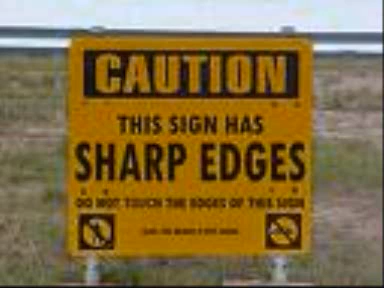 CAUTION
THIS SIGN HAS
SHARP EDGES
DO NOT TOUCH THE EDGES OF THIS SIGN